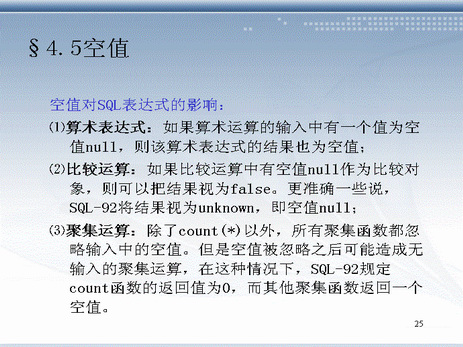 §4.5空值
空值对SQL表达式的影响：
⑴算术表达式：如果算术运算的输入中有一个值为空
值null，则该算术表达式的结果也为空值；
⑵比较运算：如果比较运算中有空值null作为比较对
象，则可以把结果视为false。更准确一些说，
SQL-92将结果视为unknown，即空值null；
⑶聚集运算：除了count(*)以外，所有聚集函数都忽
略输入中的空值。但是空值被忽略之后可能造成无
输入的聚集运算，在这种情况下，SQL-92规定
count函数的返回值为0，而其他聚集函数返回一个
空值。
25